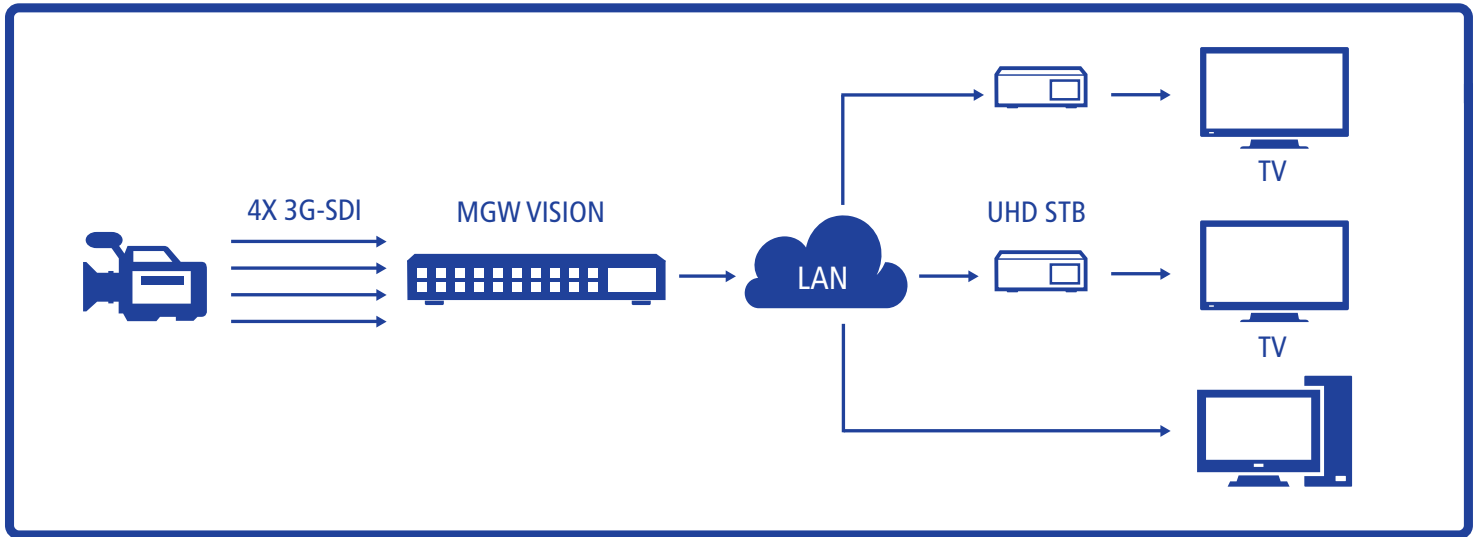 4X 3G-SDI
MGW VISION
LAN
UHD STB
TV
TV